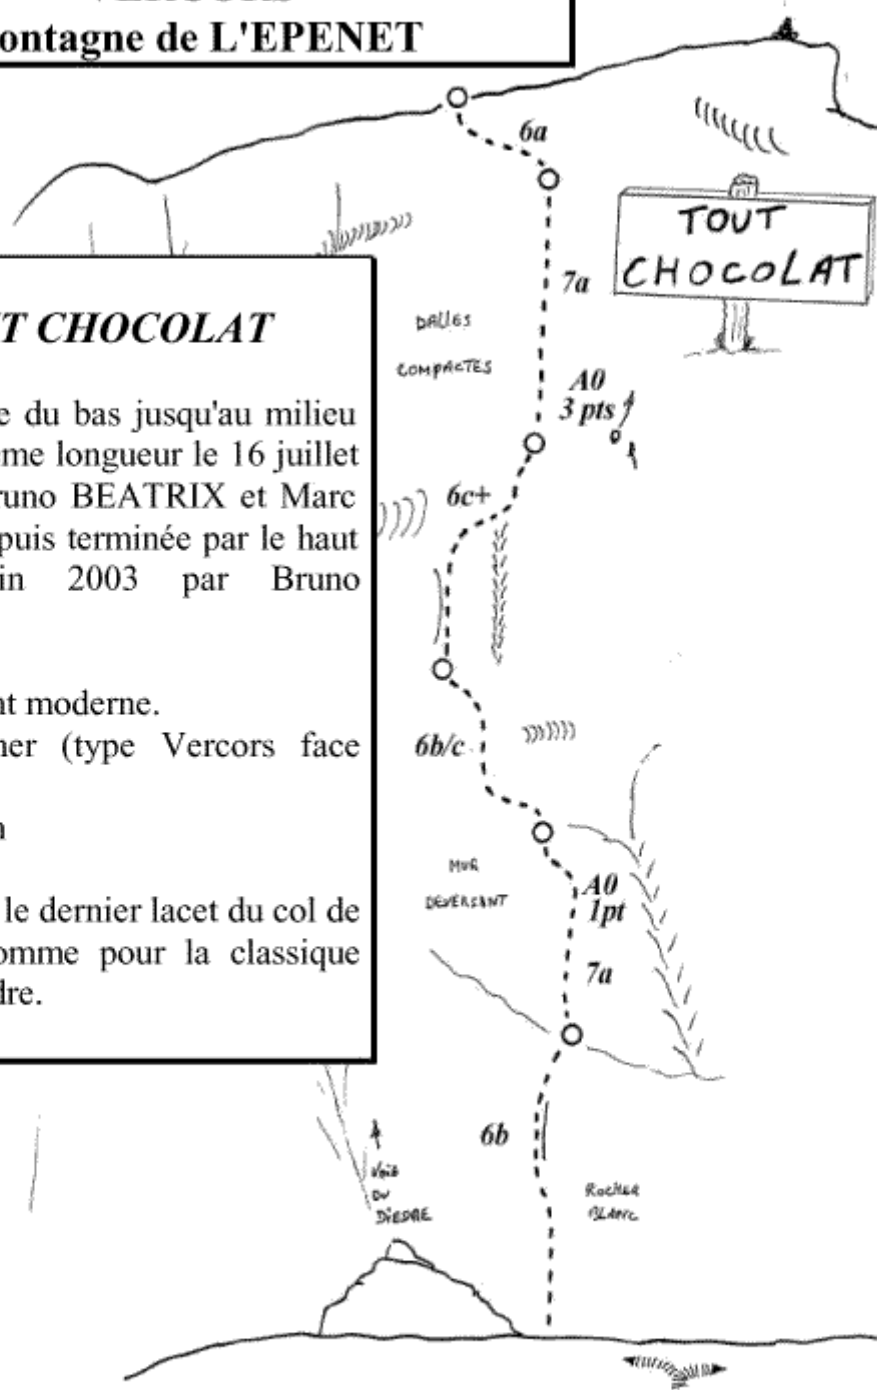 ontagne de L'EPENET
6a
TOUT
CHOCOLAT
7a
T CHOCOLAT
DALLES
COMPACTES
A0
3 pts
e du bas jusqu'au milieu
me longueur le 16 juillet
runo BEATRIX et Marc
puis terminée par le haut
in 2003 par Bruno
6c+
nt moderne.
er (type Vercors face
n
le dernier lacet du col de
omme pour la classique
dre.
6b/c
MUR
DEVERSANT
A0
1pt
7a
6b
VOIE
DU
DIEDRE
ROCHER
BLANC